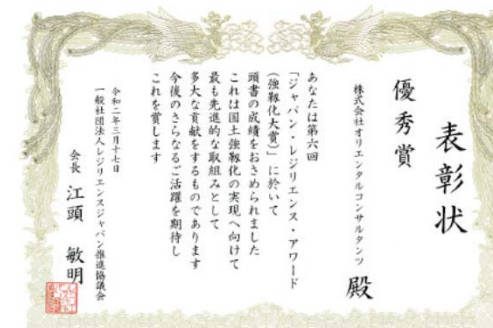 表彰状
優秀賞
株式会社オリエンタルコンサルタンツ 殿
あなたは第六回
「ジャパン・レジリエンス・アワード
（強靱化大賞）」に於いて
頭書の成績をおさめられました
これは国土強靱化の実現へ向けて
最も先進的な取組みとして
多大な貢献をするものであります
今後のさらなるご活躍を期待し
これを賞します
令和二年三月十七日
一般社団法人レジリエンスジャパン推進協議会
会長 江頭 敏明